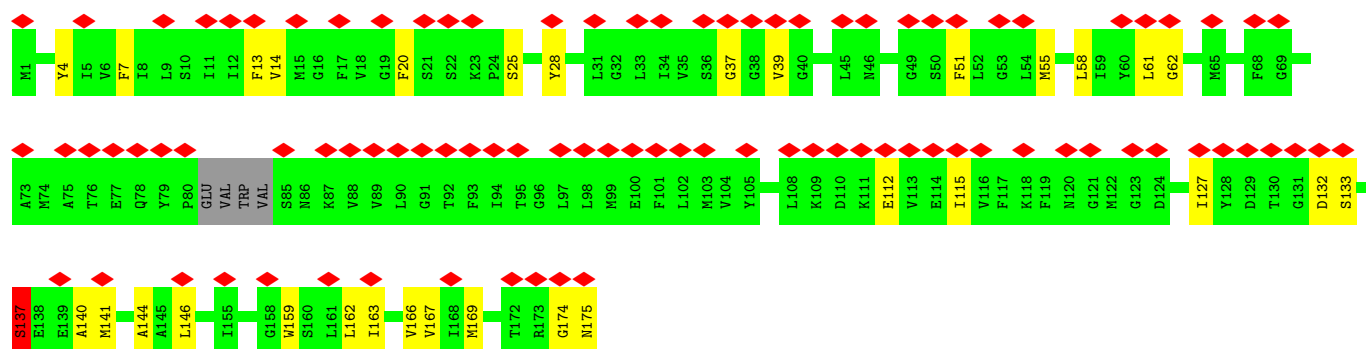 M1 Y4 I5 V6 F7 I8 L9 S10 I11 I12 F13 V14 M15 G16 F17 V18 G19 F20 S21 S22 K23 P24 S25 Y28 L31 G32 L33 I34 V35 S36 G37 G38 V39 G40 L45 N46 G49 S50 F51 L52 G53 L54 M55 L58 I59 Y60 L61 G62 M65 F68 G69
A73 M74 A75 T76 E77 Q78 Y79 P80 GLU VAL TRP VAL S85 N86 K87 V88 V89 L90 G91 T92 F93 I94 T95 G96 L97 L98 M99 E100 F101 L102 M103 V104 Y105 L108 K109 D110 K111 E112 V113 E114 I115 V116 F117 K118 F119 N120 G121 M122 G123 D124 I127 Y128 D129 T130 G131 D132 S133
S137 E138 E139 A140 M141 A144 A145 L146 I155 G158 W159 S160 L161 L162 I163 V166 V167 I168 M169 T172 R173 G174 N175